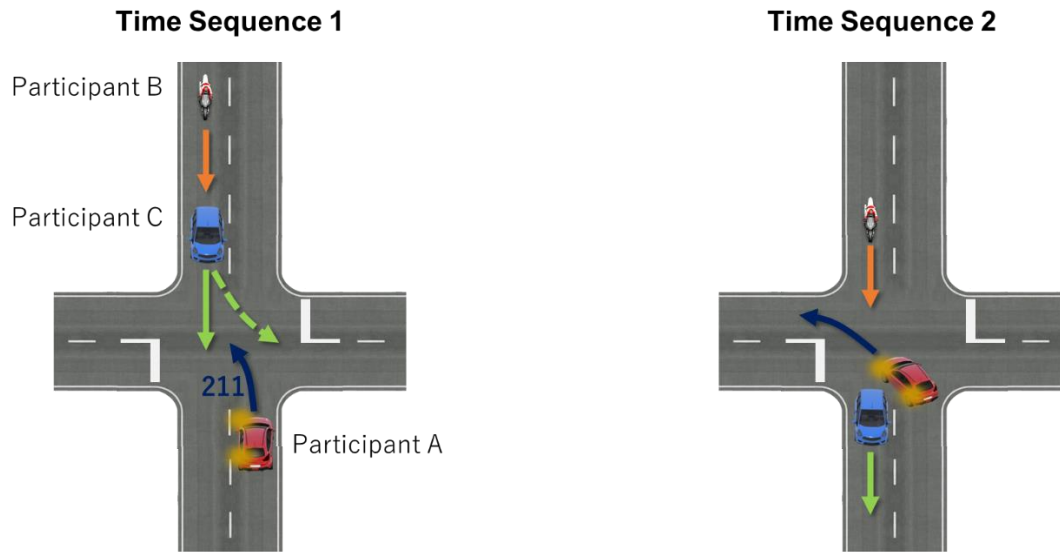 Time Sequence 1
Time Sequence 2
Participant B
Participant C
211
Participant A